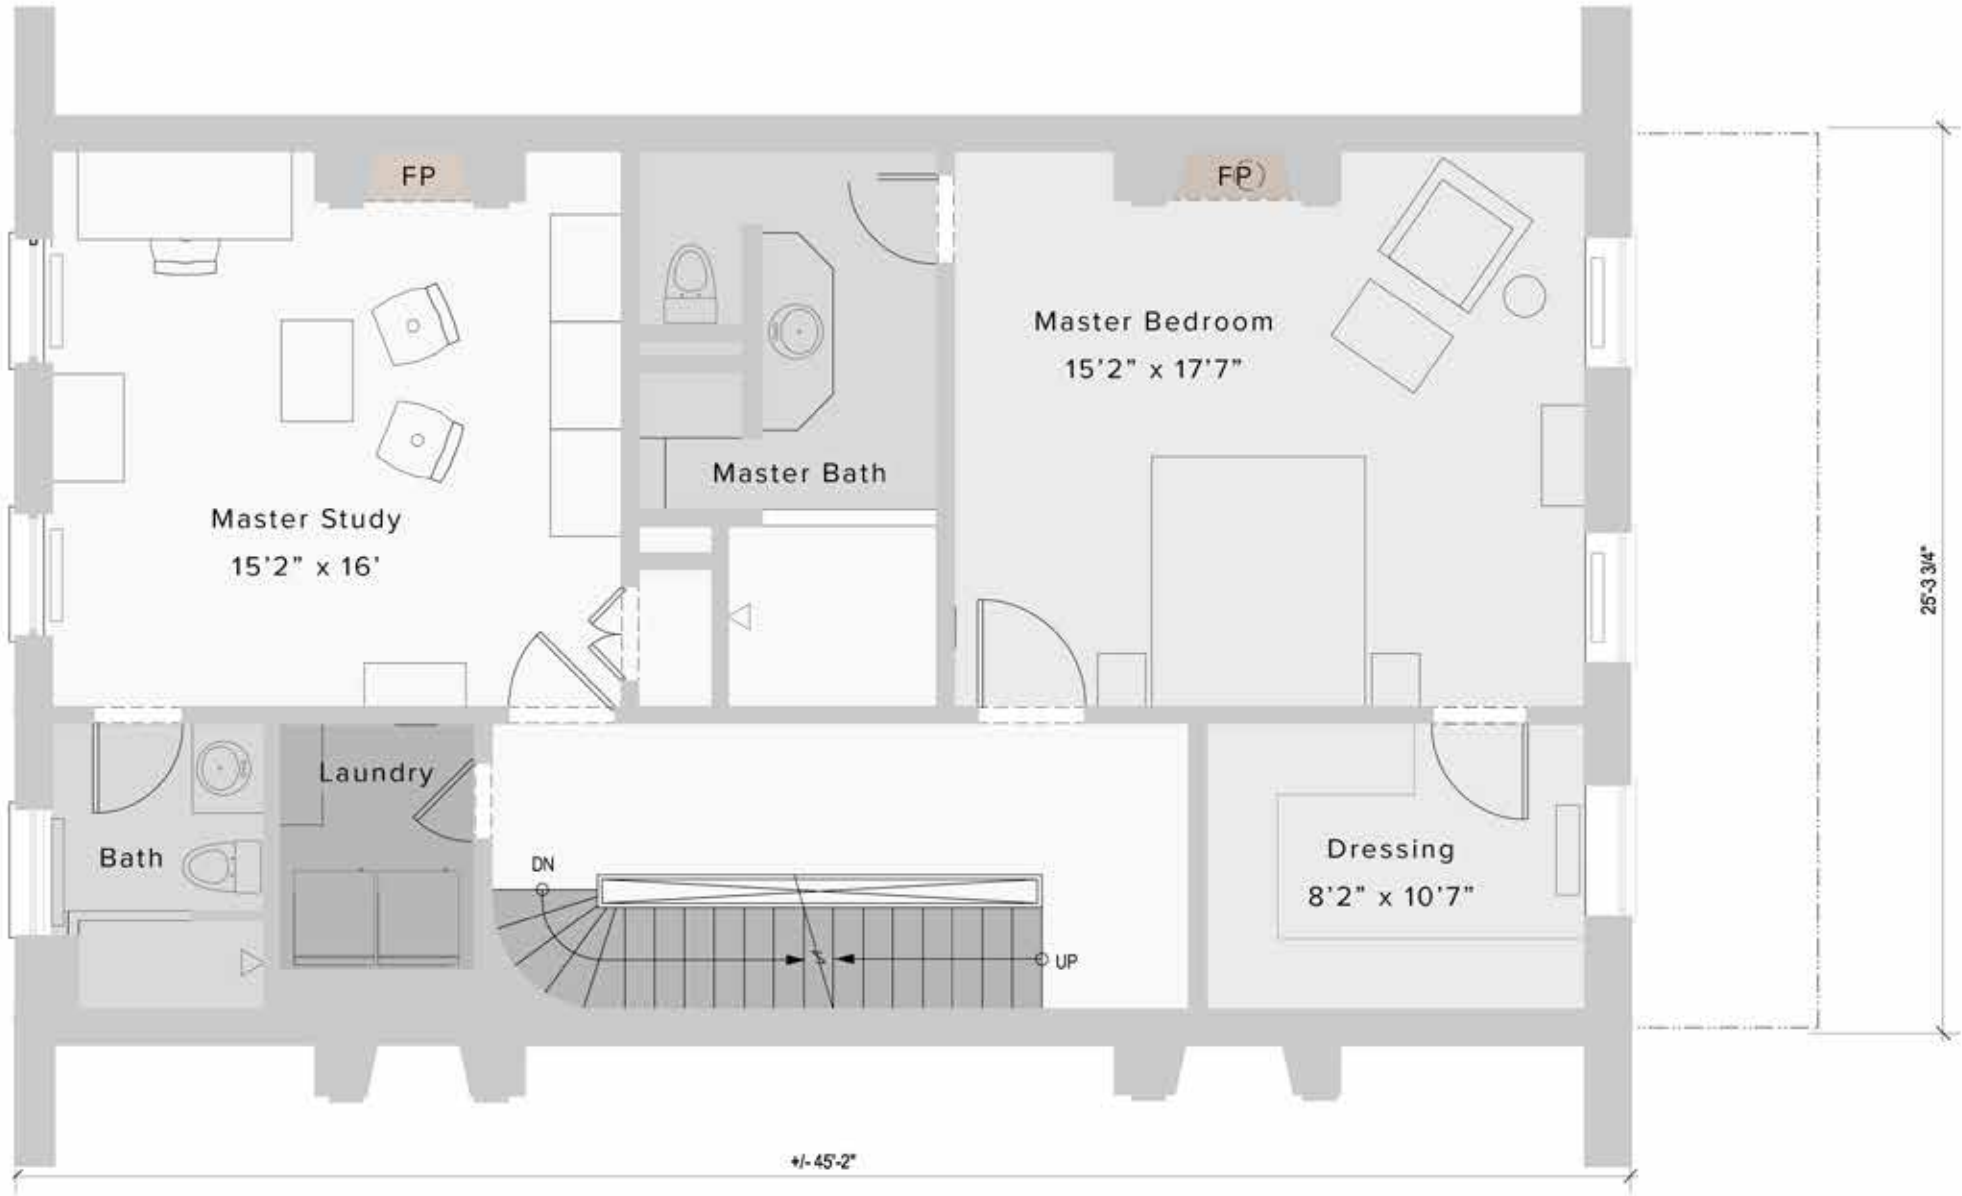 FP
FP
Master Bedroom
15’2” x 17’7”
Master Bath
Master Study
15’2” x 16’
25'-3 3/4"
Laundry
Bath
DN
UP
Dressing
8’2” x 10’7”
+/- 45'-2"